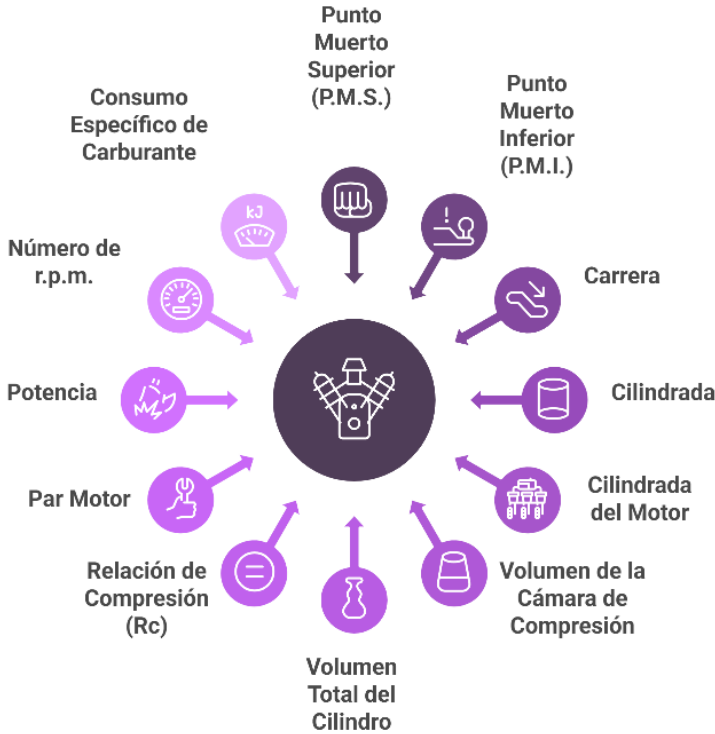 Punto
Muerto
Superior
(P.M.S.)
Punto
Muerto
Inferior
(P.M.I.)
Carrera
Cilindrada
Cilindrada
del Motor
Volumen de la
Cámara de
Compresión
Volumen
Total del
Cilindro
Relación de
Compresión
(Rc)
Par Motor
Potencia
Número de
r.p.m.
Consumo
Específico de
Carburante
kJ